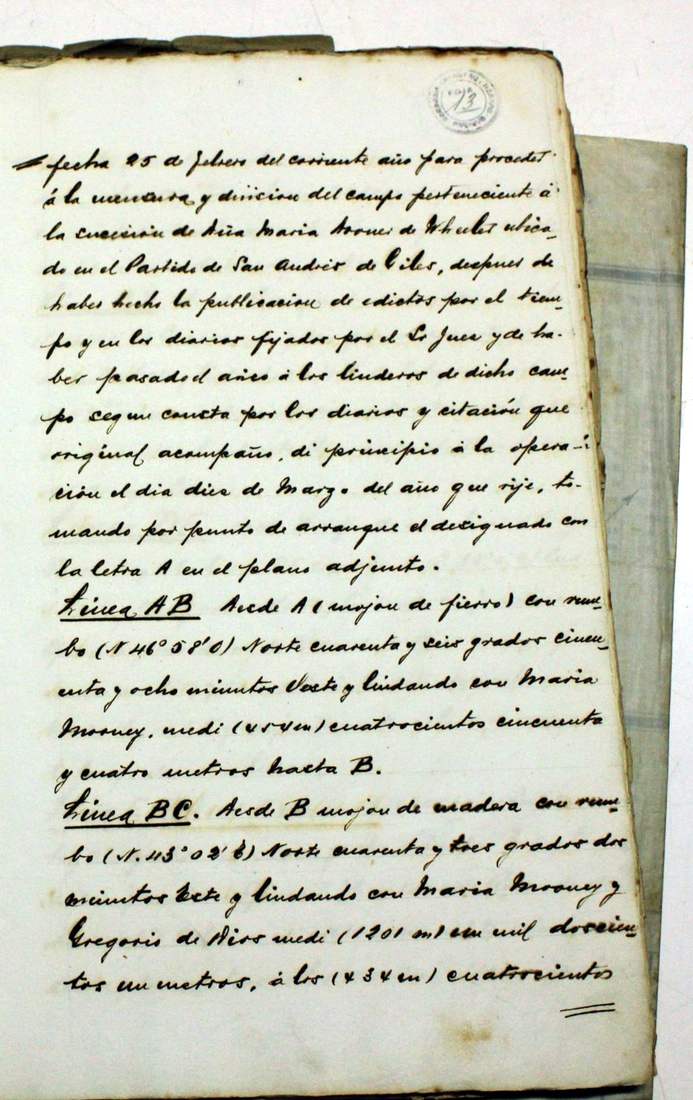 13
fecha 25 de febrero del corriente año para proceder
á la mensura y division del campo perteneciente á
la sucesion de Ana Maria de ubica-
do en el Partido de San Andrés de Giles, despues de
haber hecho la publicacion de edictos por el tiem-
po y en los diarios fijados por el Sr Juez y de ha-
ber pasado el aviso á los linderos de dicho cam-
po segun consta por los diarios y citación que
original acompaño, dí principio á la opera-
ción el dia diez de Marzo del año que rije, to-
mando por punto de arranque el designado con
la letra A en el plano adjunto.
Línea AB Desde A (mojon de fierro) con rum-
bo (N 46° 58' O) Norte cuarenta y seis grados cincu-
enta y ocho minutos Oeste y lindando con Maria
Mooney, medí (454 m) cuatrocientos cincuenta
y cuatro metros hasta B.
Línea BC. Desde B mojon de madera con rum-
bo (N. 43° 02' E) Norte cuarenta y tres grados dos
minutos Este y lindando con Maria Mooney y
Gregorio de Dios medí (1201 m) un mil doscien-
tos un metros, á los (434 m) cuatrocientos